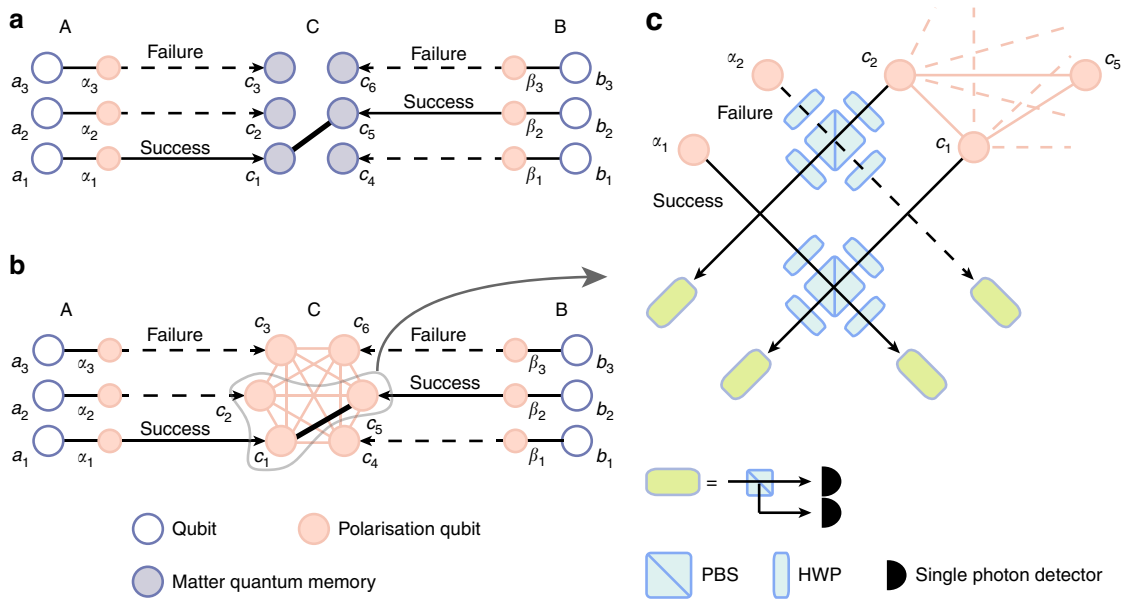 a
A
C
B
Failure
Failure
a3
α3
c3
c6
β3
b3
Success
a2
α2
c2
c5
β2
b2
Success
a1
α1
c1
c4
β1
b1
b
A
C
B
c3
c6
Failure
Failure
a3
α3
β3
b3
Success
a2
α2
c2
c5
β2
b2
Success
a1
α1
c1
c4
β1
b1
Qubit
Polarisation qubit
Matter quantum memory
c
α2
c2
c5
Failure
α1
c1
Success
=
PBS
HWP
Single photon detector